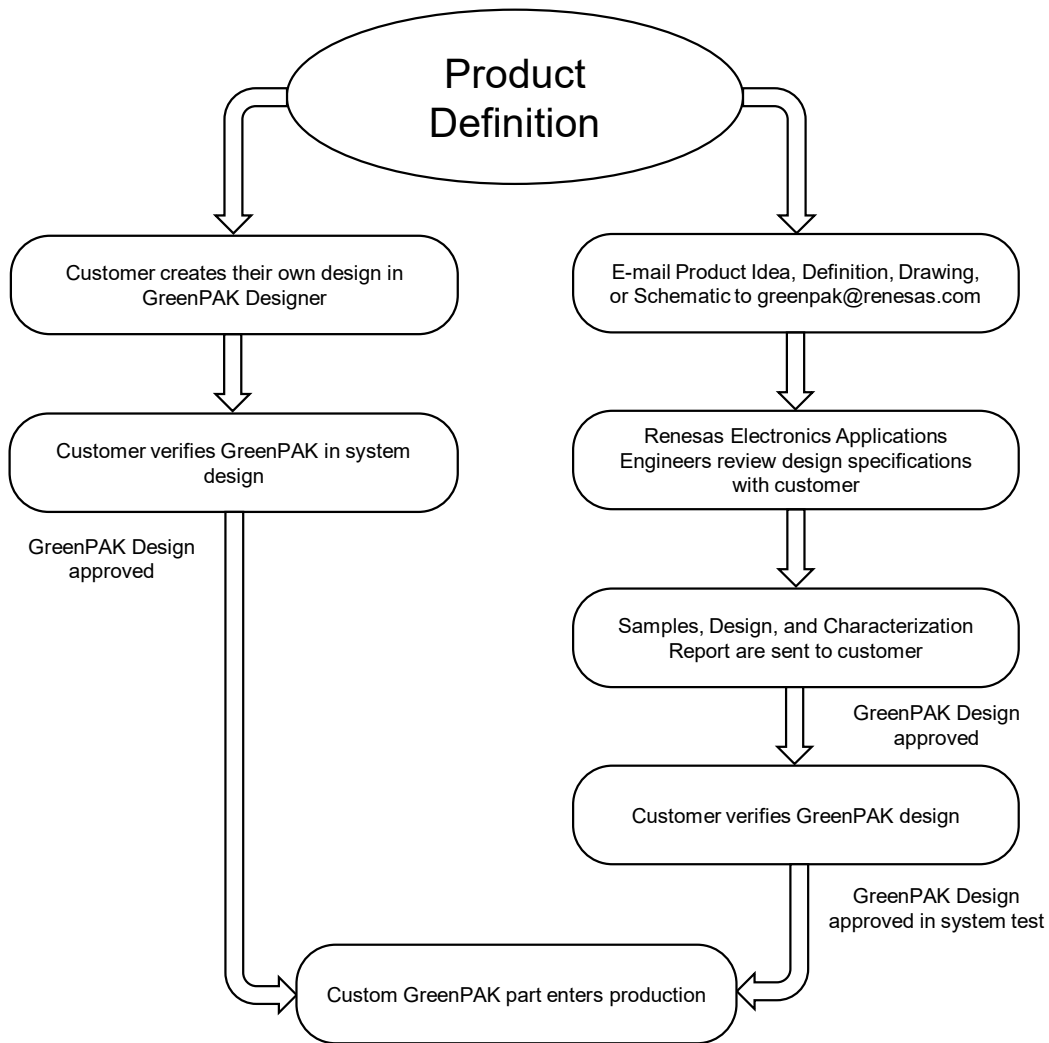 Product
Definition
Customer creates their own design in
GreenPAK Designer
Customer verifies GreenPAK in system
design
GreenPAK Design
approved
E-mail Product Idea, Definition, Drawing,
or Schematic to greenpak@renesas.com
Renesas Electronics Applications
Engineers review design specifications
with customer
Samples, Design, and Characterization
Report are sent to customer
GreenPAK Design
approved
Customer verifies GreenPAK design
GreenPAK Design
approved in system test
Custom GreenPAK part enters production